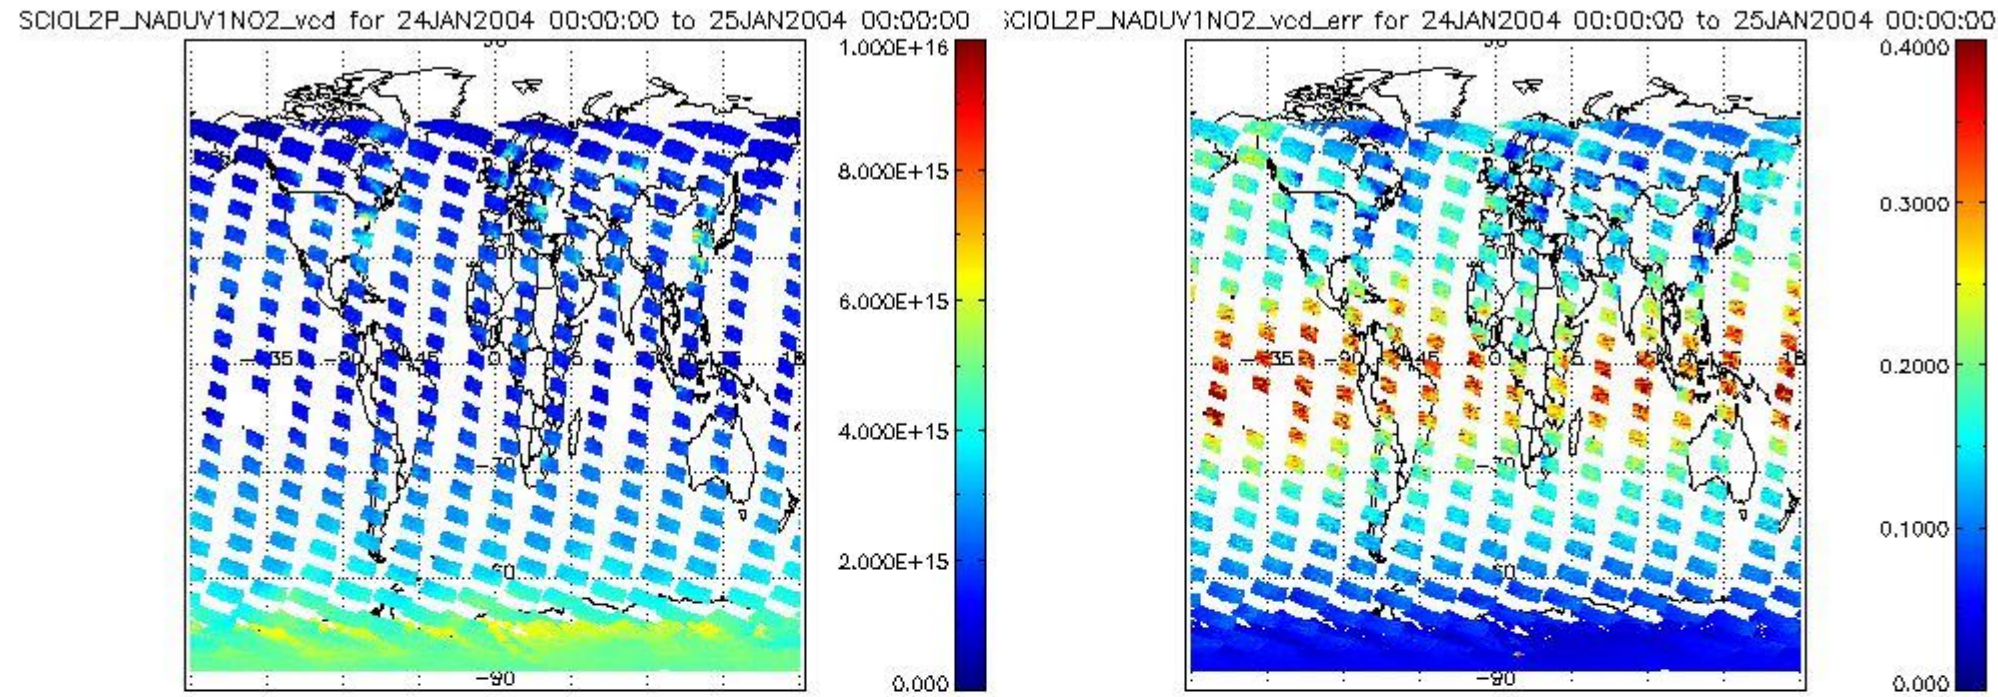 SCIOL2P_NADUV1NO2_vcd for 24JAN2004 00:00:00 to 25JAN2004 00:00:00
1.000E+16
8.000E+15
6.000E+15
4.000E+15
2.000E+15
0.000
-90
SCIOL2P_NADUV1NO2_vcd_err for 24JAN2004 00:00:00 to 25JAN2004 00:00:00
0.4000
0.3000
0.2000
0.1000
0.000
-90